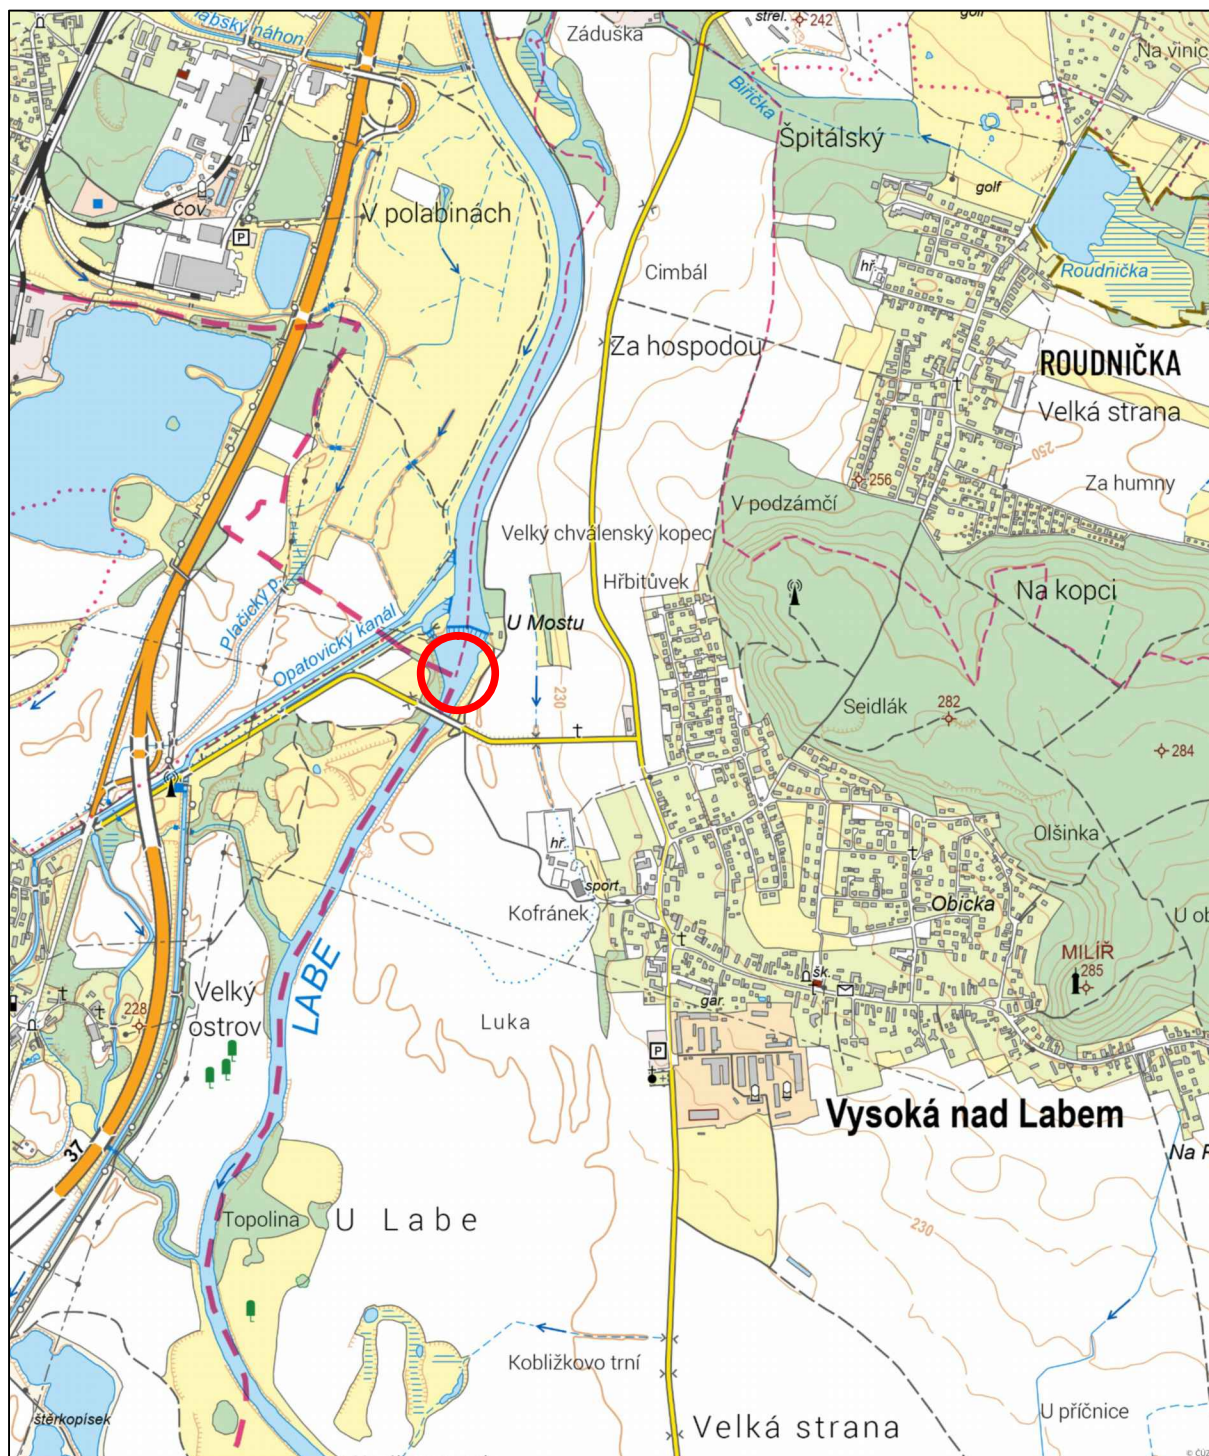 labský náhon
Záduška
střel.
242
golf
Na vinic
Biřička
Špitálský
golf
ČOV
P
V polabinách
Cimbál
hř.
Roudnička
Za hospodou
ROUDNIČKA
Velká strana
250
256
Za humny
V podzámčí
Velký chválenský kopec
Hřbitůvek
Na kopci
Plačický p.
Opatovický kanál
U Mostu
230
Seidlák
282
284
Olšinka
hř.
sport.
Kofránek
Obická
U ob
MILÍŘ
285
šk.
gar.
Velký
ostrov
228
LABE
Luka
P
Vysoká nad Labem
37
Na P
Topolina
U Labe
230
Kobližkovo trní
štěrkopísek
Velká strana
U příčnice
© ČÚZ